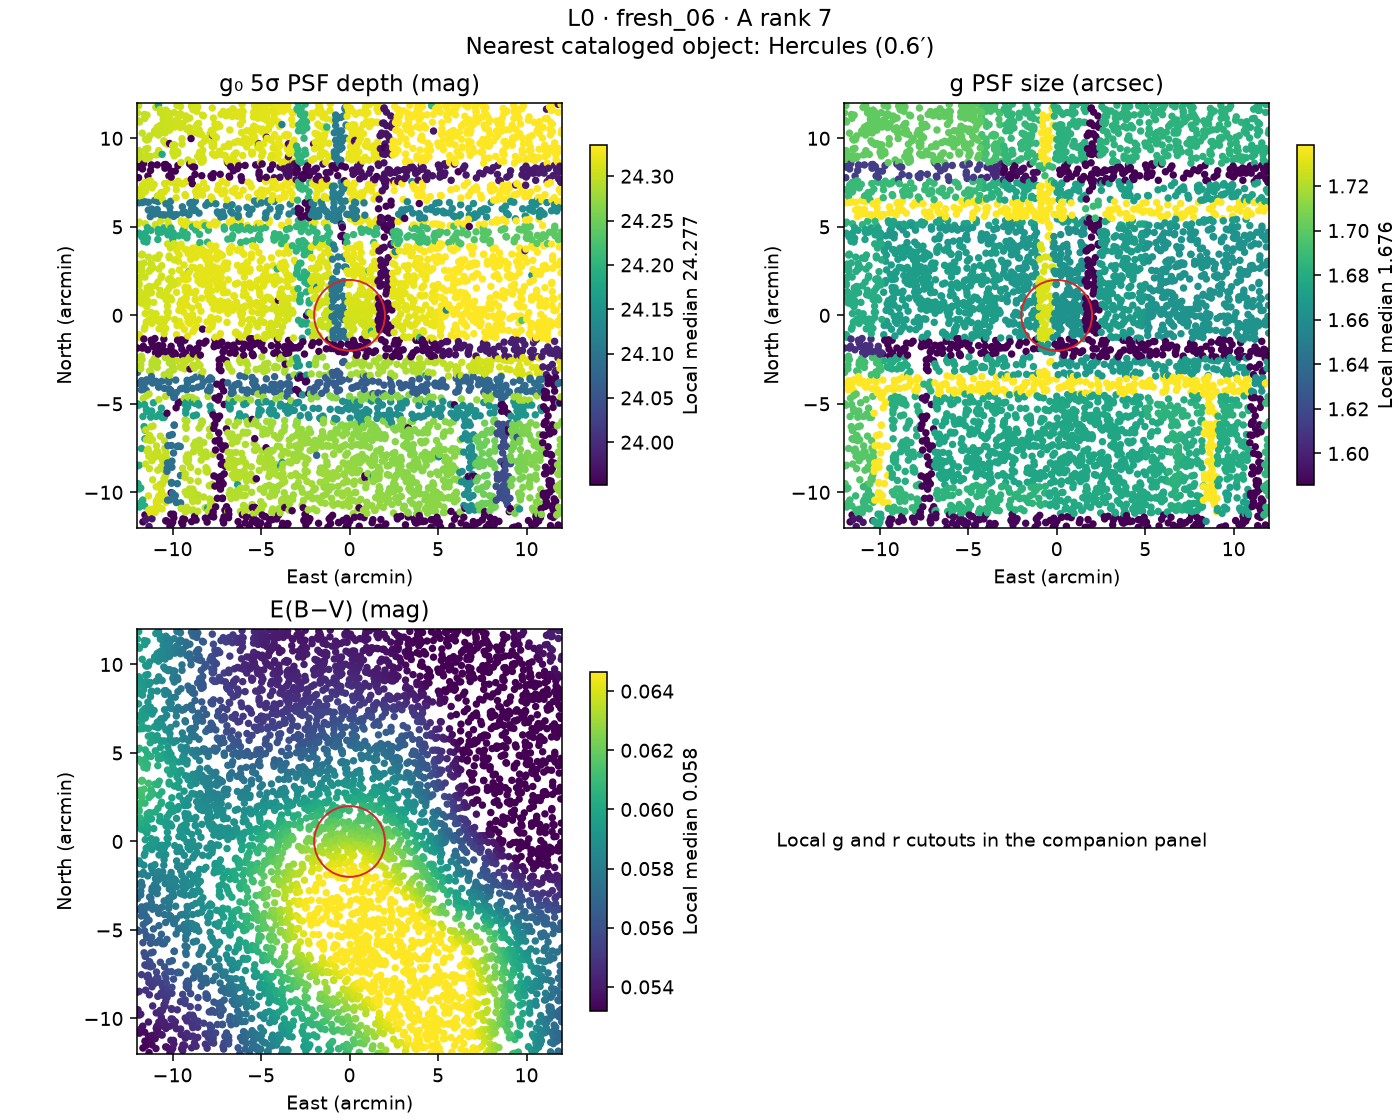 L0 · fresh_06 · A rank 7
Nearest cataloged object: Hercules (0.6′)
g₀ 5σ PSF depth (mag)
10
5
0
−5
−10
North (arcmin)
−10 −5 0 5 10
East (arcmin)
24.30
24.25
24.20
24.15
24.10
24.05
24.00
Local median 24.277
g PSF size (arcsec)
10
5
0
−5
−10
North (arcmin)
−10 −5 0 5 10
East (arcmin)
1.72
1.70
1.68
1.66
1.64
1.62
1.60
Local median 1.676
E(B−V) (mag)
10
5
0
−5
−10
North (arcmin)
−10 −5 0 5 10
East (arcmin)
0.064
0.062
0.060
0.058
0.056
0.054
Local median 0.058
Local g and r cutouts in the companion panel